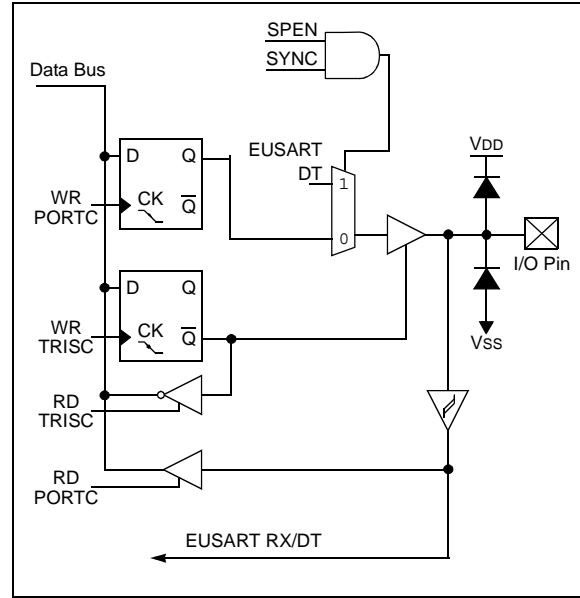 SPEN
SYNC
Data Bus
EUSART
DT
1
0
VDD
D
Q
CK
Q
WR
PORTC
I/O Pin
D
Q
CK
Q
WR
TRISC
VSS
RD
TRISC
RD
PORTC
EUSART RX/DT